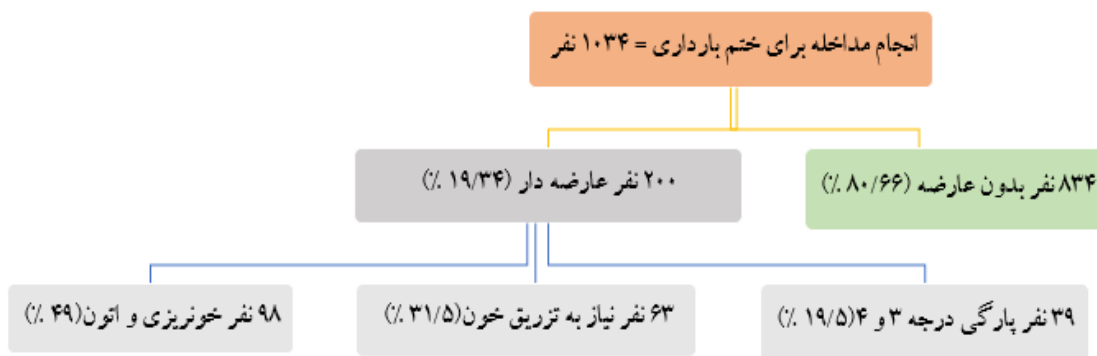 انجام مداخله برای ختم بارداری = ۱۰۳۴ نفر
۸۳۴ نفر بدون عارضه (۸۰/۶۶ ٪)
۲۰۰ نفر عارضه دار (۱۹/۳۴ ٪)
۳۹ نفر پارگی درجه ۳ و ۴(۱۹/۵ ٪)
۶۳ نفر نیاز به تزریق خون(۳۱/۵ ٪)
۹۸ نفر خونریزی و اتون(۴۹ ٪)